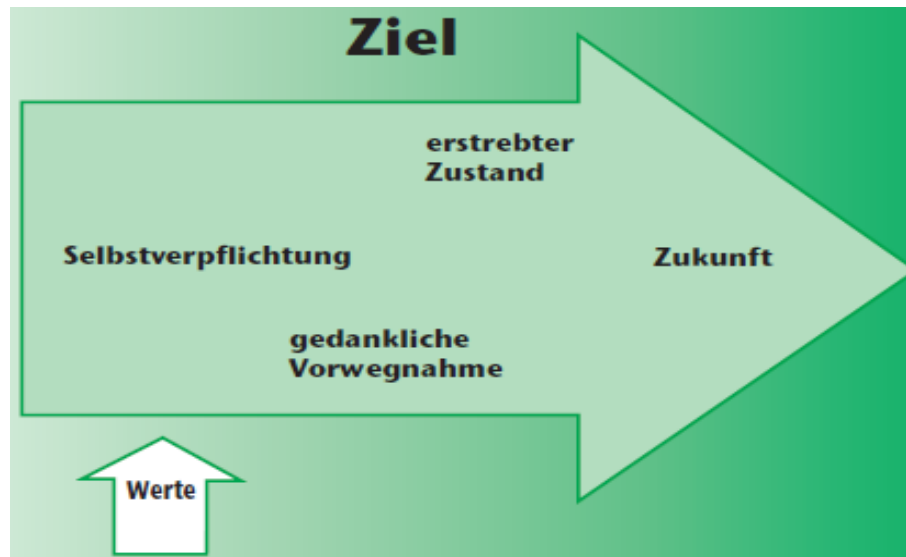 Ziel
erstrebter
Zustand
Selbstverpflichtung
Zukunft
gedankliche
Vorwegnahme
Werte